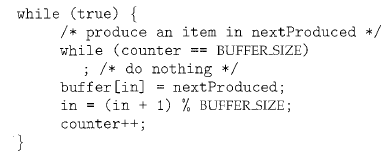 while (true) {
/* produce an item in nextProduced */
while (counter == BUFFER_SIZE)
; /* do nothing */
buffer[in] = nextProduced;
in = (in + 1) % BUFFER_SIZE;
counter++;
}